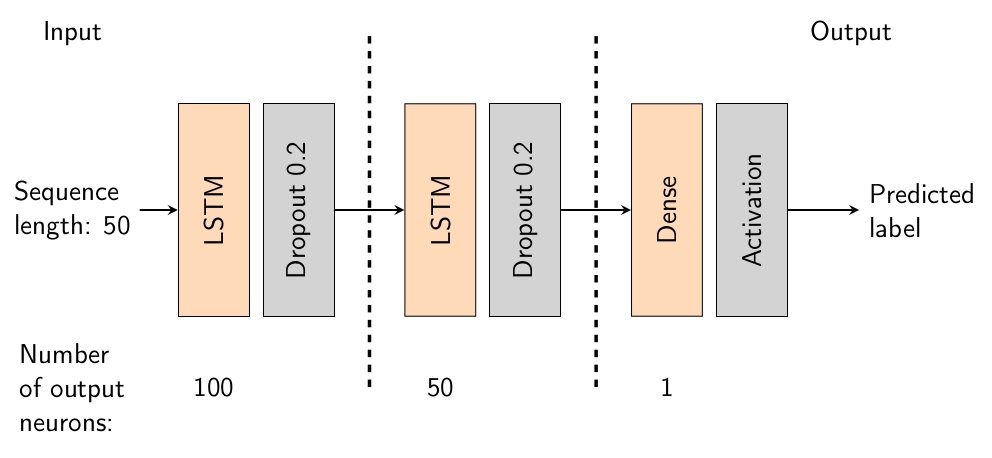 Input
Output
Sequence
length: 50
LSTM
Dropout 0.2
LSTM
Dropout 0.2
Dense
Activation
Predicted
label
Number
of output
neurons:
100
50
1